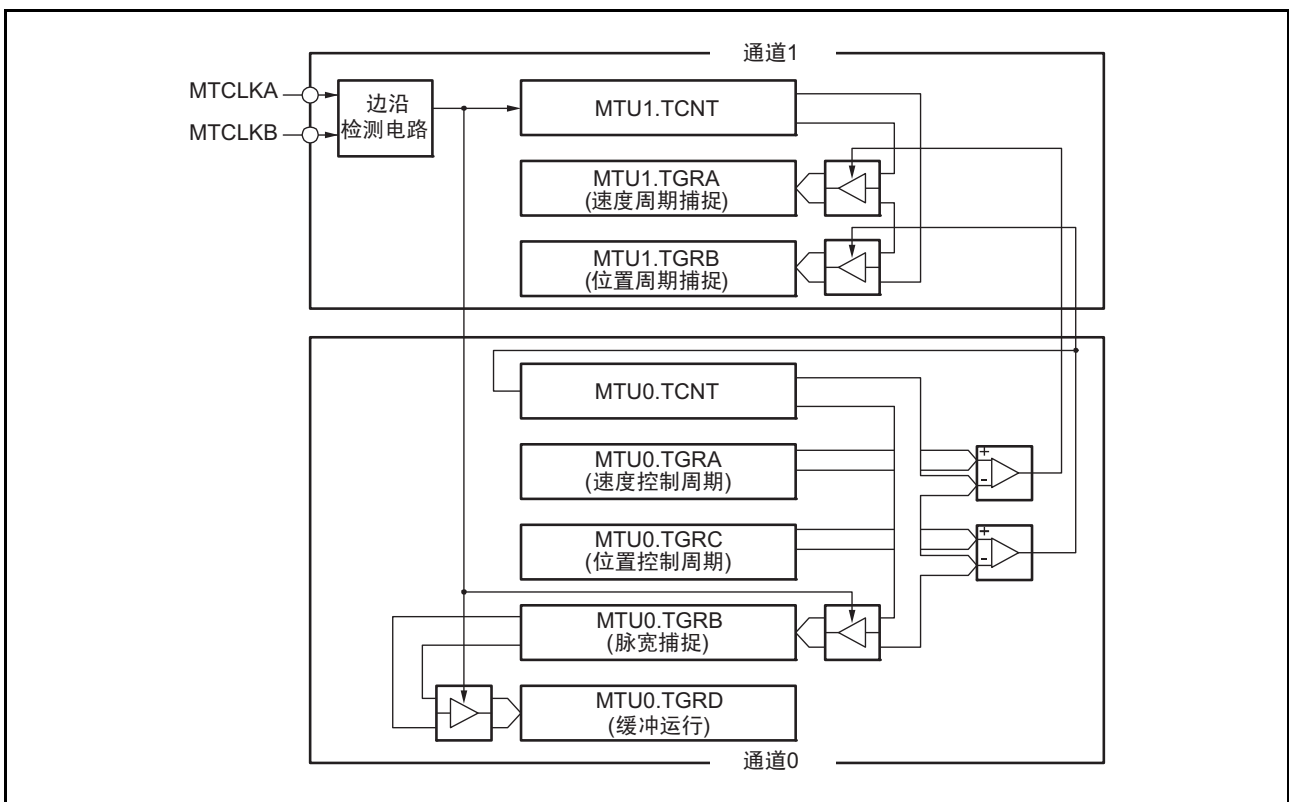 通道1
MTCLKA
MTCLKB
边沿
检测电路
MTU1.TCNT
MTU1.TGRA
(速度周期捕捉)
MTU1.TGRB
(位置周期捕捉)
MTU0.TCNT
MTU0.TGRA
(速度控制周期)
+
-
MTU0.TGRC
(位置控制周期)
+
-
MTU0.TGRB
(脉宽捕捉)
MTU0.TGRD
(缓冲运行)
通道0